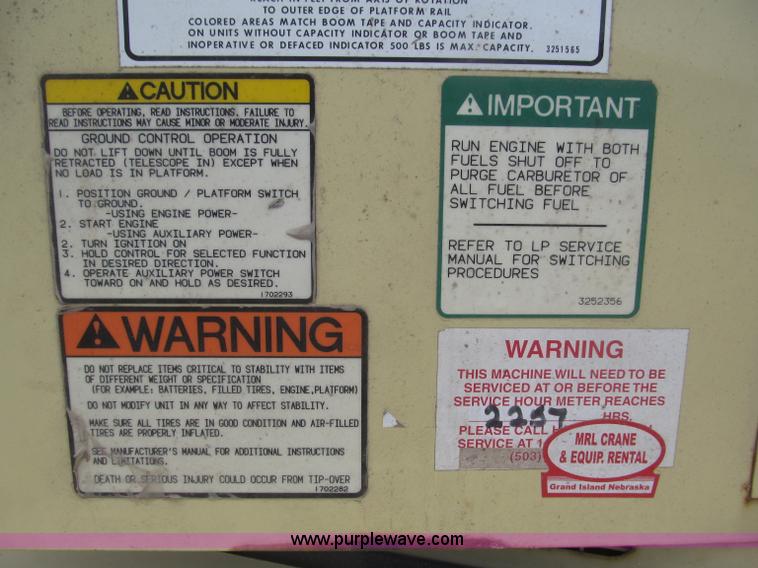 TO OUTER EDGE OF PLATFORM RAIL
COLORED AREAS MATCH BOOM TAPE AND CAPACITY INDICATOR.
ON UNITS WITHOUT CAPACITY INDICATOR OR BOOM TAPE AND
INOPERATIVE OR DEFACED INDICATOR 500 LBS IS MAX. CAPACITY. 3251565
CAUTION
BEFORE OPERATING, READ INSTRUCTIONS. FAILURE TO
READ INSTRUCTIONS MAY CAUSE MINOR OR MODERATE INJURY.
GROUND CONTROL OPERATION
DO NOT LIFT DOWN UNTIL BOOM IS FULLY
RETRACTED (TELESCOPE IN) EXCEPT WHEN
NO LOAD IS IN PLATFORM.
1. POSITION GROUND / PLATFORM SWITCH
TO GROUND.
-USING ENGINE POWER-
2. START ENGINE
-USING AUXILIARY POWER-
2. TURN IGNITION ON
3. HOLD CONTROL FOR SELECTED FUNCTION
IN DESIRED DIRECTION.
4. OPERATE AUXILIARY POWER SWITCH
TOWARD ON AND HOLD AS DESIRED.
1702293
WARNING
DO NOT REPLACE ITEMS CRITICAL TO STABILITY WITH ITEMS
OF DIFFERENT WEIGHT OR SPECIFICATION
(FOR EXAMPLE: BATTERIES, FILLED TIRES, ENGINE, PLATFORM)
DO NOT MODIFY UNIT IN ANY WAY TO AFFECT STABILITY.
MAKE SURE ALL TIRES ARE IN GOOD CONDITION AND AIR-FILLED
TIRES ARE PROPERLY INFLATED.
SEE MANUFACTURER'S MANUAL FOR ADDITIONAL INSTRUCTIONS
AND LIMITATIONS.
DEATH OR SERIOUS INJURY COULD OCCUR FROM TIP-OVER
1702282
IMPORTANT
RUN ENGINE WITH BOTH
FUELS SHUT OFF TO
PURGE CARBURETOR OF
ALL FUEL BEFORE
SWITCHING FUEL
REFER TO LP SERVICE
MANUAL FOR SWITCHING
PROCEDURES
3252356
WARNING
THIS MACHINE WILL NEED TO BE
SERVICED AT OR BEFORE THE
SERVICE HOUR METER REACHES
2257 HRS.
PLEASE CALL
SERVICE AT 1
(503)
MRL CRANE
& EQUIP. RENTAL
Grand Island Nebraska
www.purplewave.com